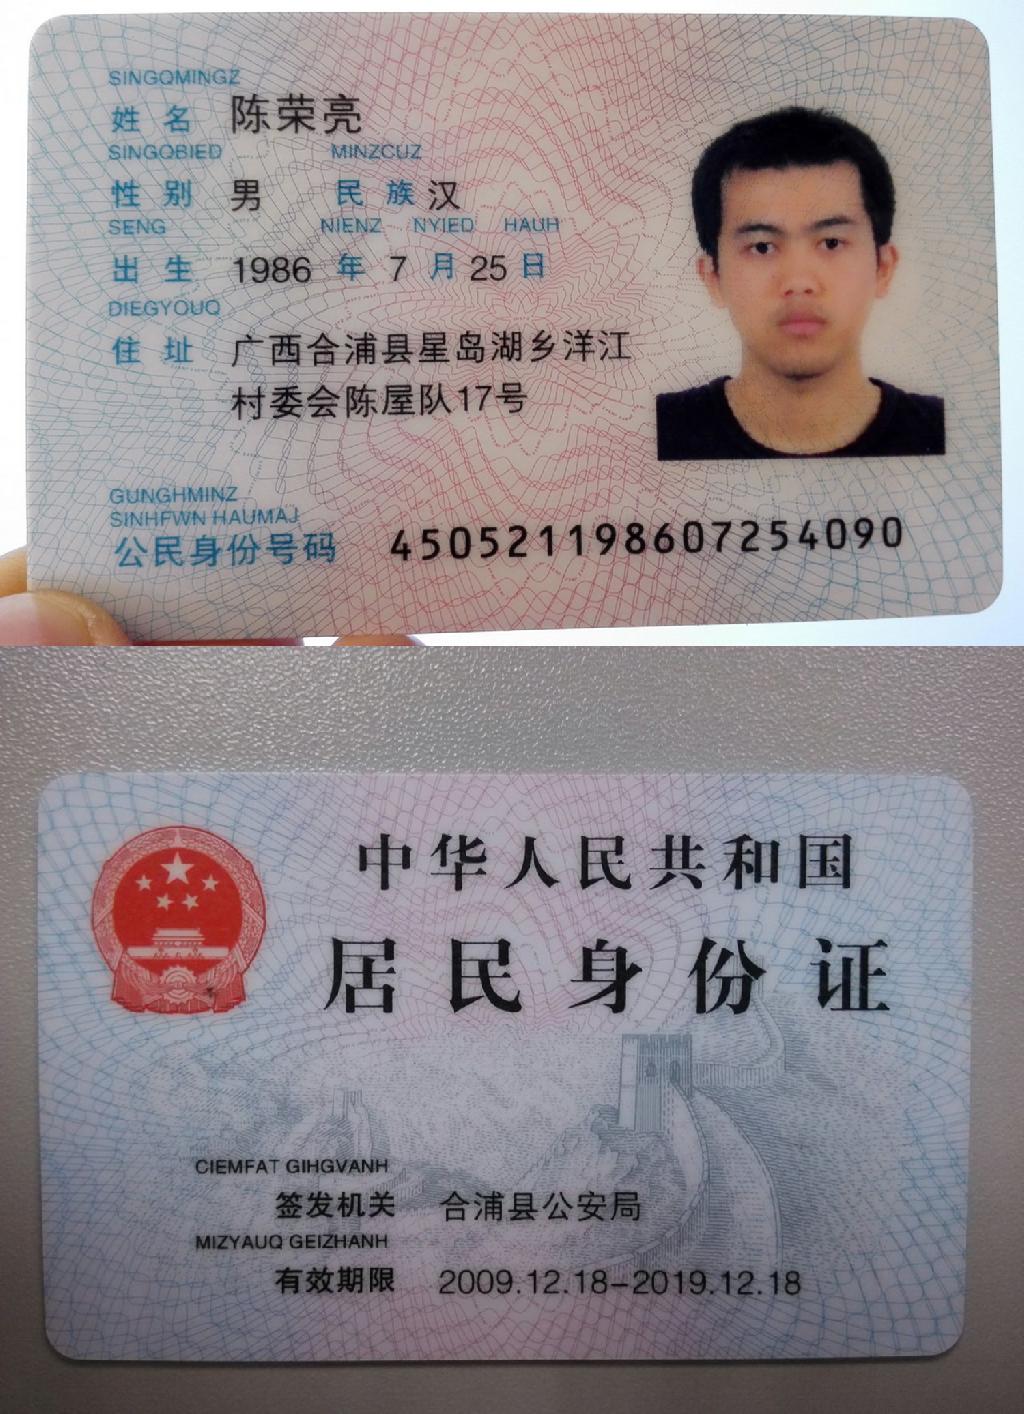 SINGQMINGZ
姓 名 陈荣亮
SINGQBIED MINZCUZ
性 别 男 民 族 汉
SENG NIENZ NYIED HAUH
出 生 1986 年 7 月 25 日
DIEGYOUQ
住 址 广西合浦县星岛湖乡洋江
村委会陈屋队17号
GUNGHMINZ
SINHFWN HAUMAJ
公民身份号码 450521198607254090
中华人民共和国
居民身份证
CIEMFAT GIHGVANH
签发机关 合浦县公安局
MIZYAUQ GEIZHANH
有效期限 2009.12.18-2019.12.18